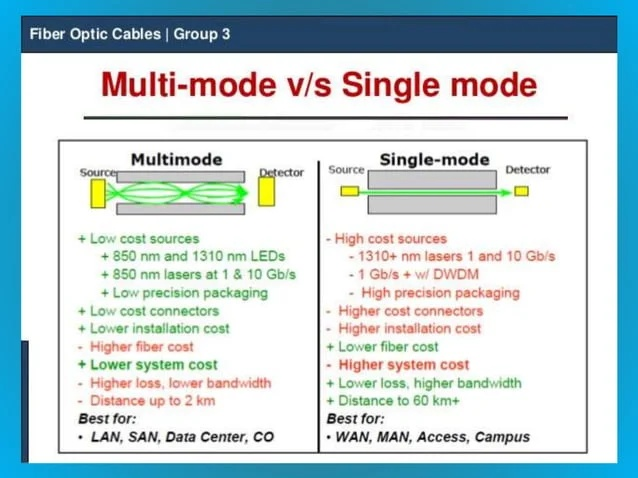 Fiber Optic Cables | Group 3
Multi-mode v/s Single mode
Multimode
Source
Detector
+ Low cost sources
+ 850 nm and 1310 nm LEDs
+ 850 nm lasers at 1 & 10 Gb/s
+ Low precision packaging
+ Low cost connectors
+ Lower installation cost
- Higher fiber cost
+ Lower system cost
- Higher loss, lower bandwidth
- Distance up to 2 km
Best for:
• LAN, SAN, Data Center, CO
Single-mode
Source
Detector
- High cost sources
- 1310+ nm lasers 1 and 10 Gb/s
- 1 Gb/s + w/ DWDM
- High precision packaging
- Higher cost connectors
- Higher installation cost
+ Lower fiber cost
- Higher system cost
+ Lower loss, higher bandwidth
+ Distance to 60 km+
Best for:
• WAN, MAN, Access, Campus